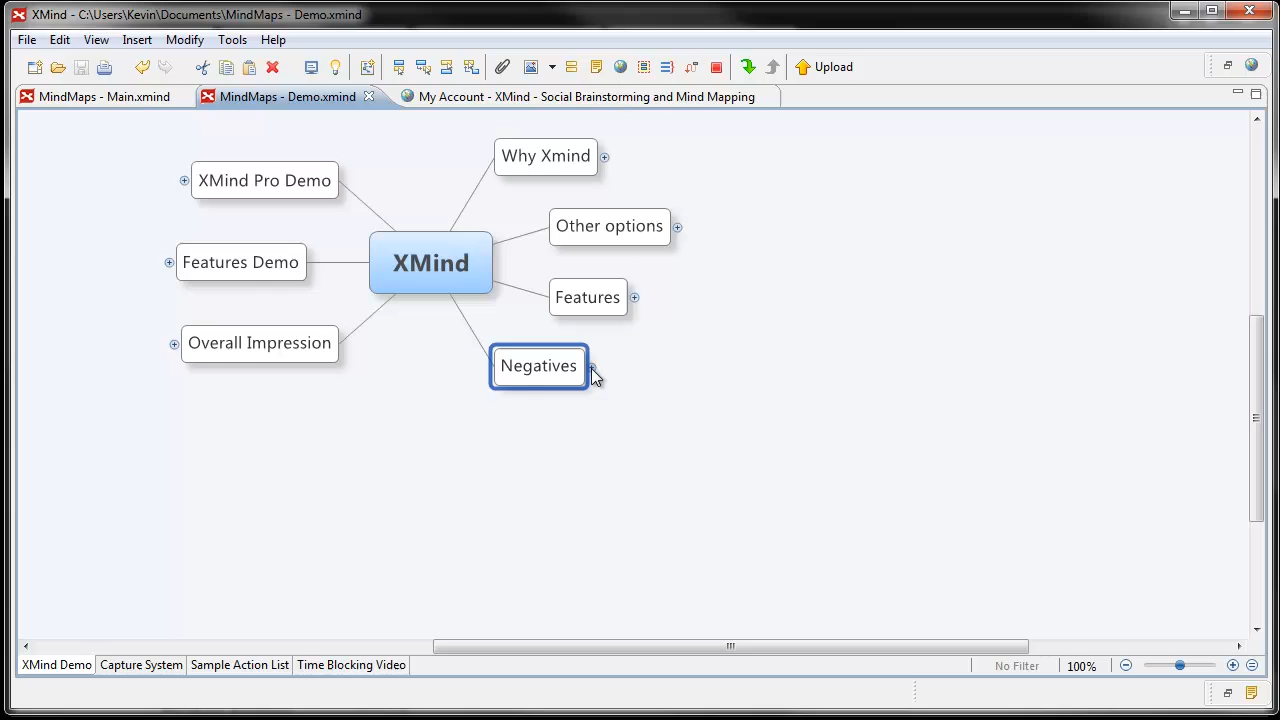 XMind - C:\Users\Kevin\Documents\MindMaps - Demo.xmind
File Edit View Insert Modify Tools Help
Upload
MindMaps - Main.xmind MindMaps - Demo.xmind My Account - XMind - Social Brainstorming and Mind Mapping
Why Xmind
XMind Pro Demo
Other options
Features Demo
XMind
Features
Overall Impression
Negatives
XMind Demo Capture System Sample Action List Time Blocking Video No Filter 100%